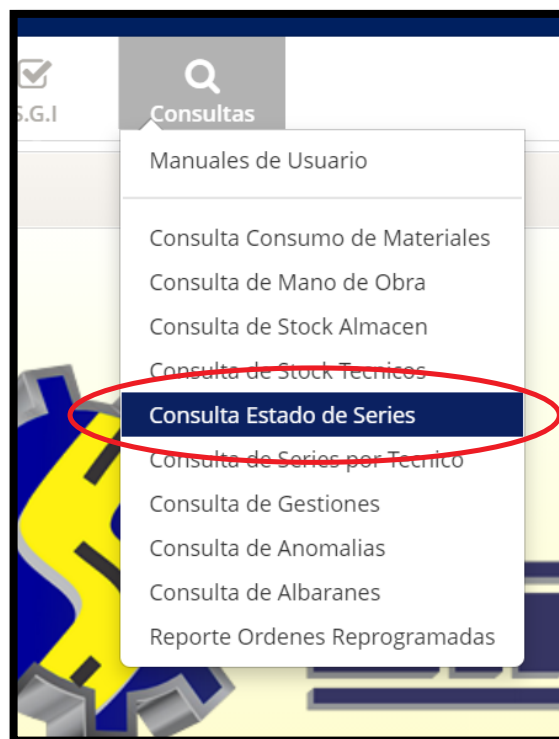 S.G.I
Consultas
Manuales de Usuario
Consulta Consumo de Materiales
Consulta de Mano de Obra
Consulta de Stock Almacen
Consulta de Stock Tecnicos
Consulta Estado de Series
Consulta de Series por Tecnico
Consulta de Gestiones
Consulta de Anomalias
Consulta de Albaranes
Reporte Ordenes Reprogramadas